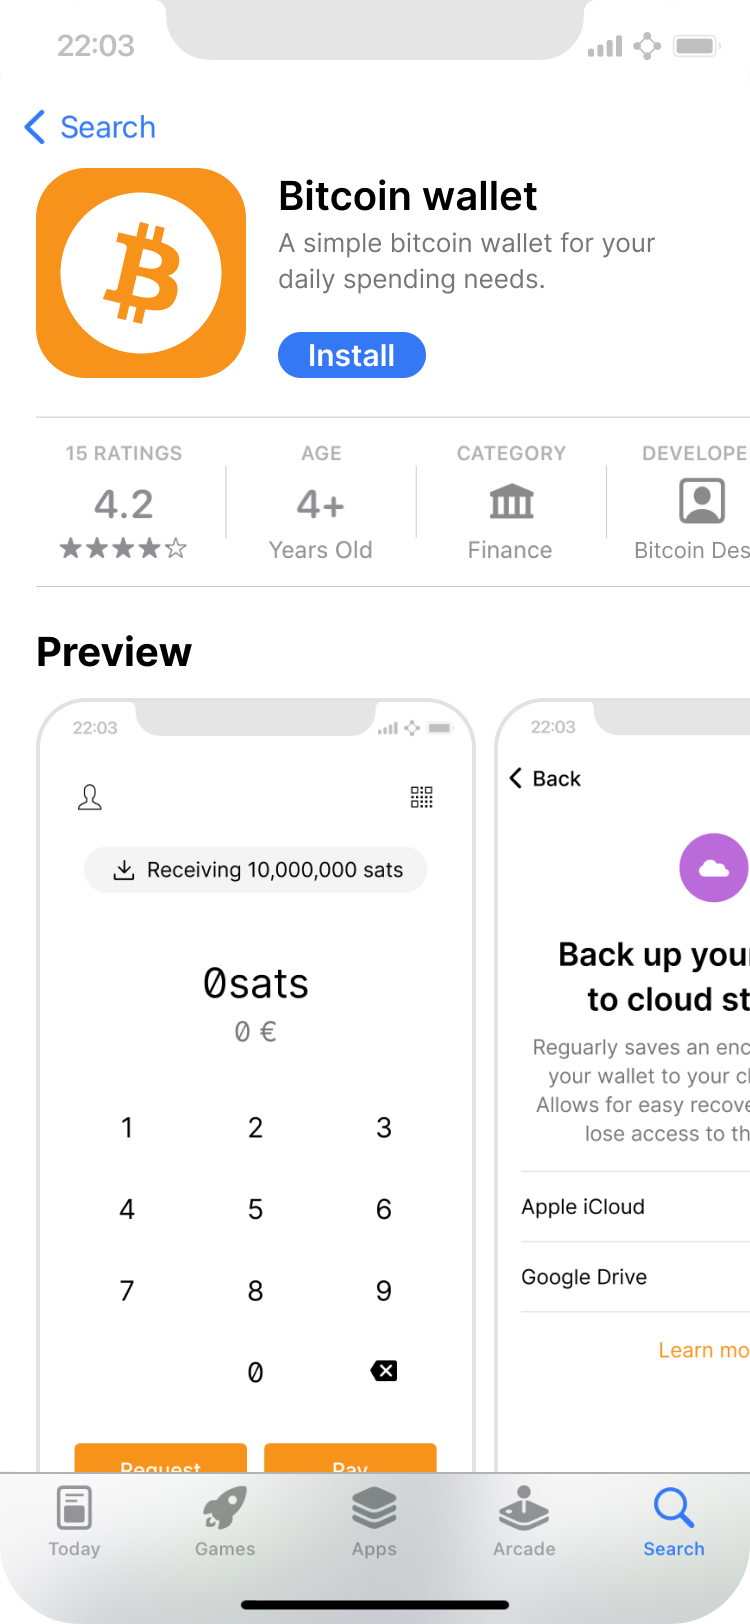 22:03
Search
Bitcoin wallet
A simple bitcoin wallet for your
daily spending needs.
Install
15 RATINGS
AGE
CATEGORY
DEVELOPE
4.2
4+
Years Old
Finance
Bitcoin Des
Preview
22:03
Receiving 10,000,000 sats
0sats
0 €
1 2 3
4 5 6
7 8 9
0
Request
Pay
22:03
Back
Back up your
to cloud st
Reguarly saves an enc
your wallet to your cl
Allows for easy recove
lose access to th
Apple iCloud
Google Drive
Learn mo
Today
Games
Apps
Arcade
Search